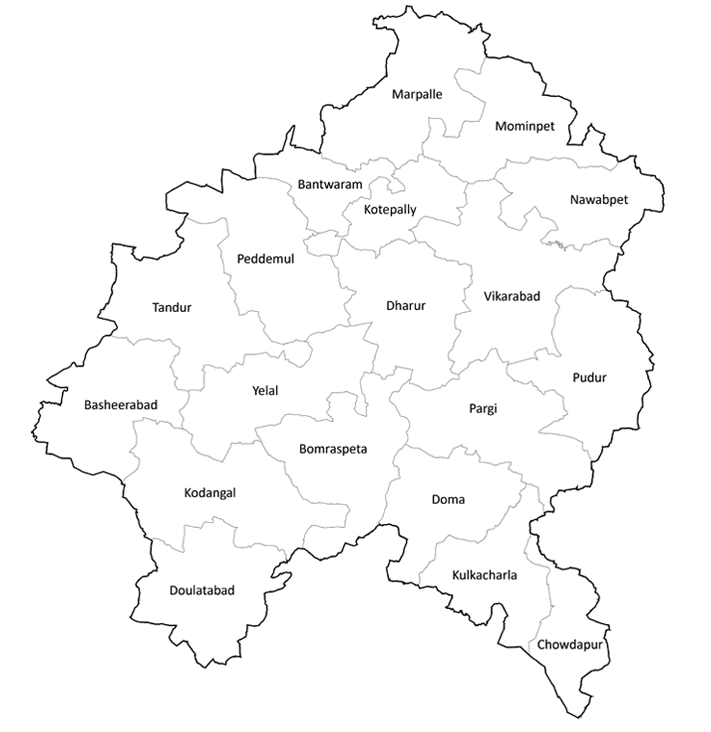 Marpalle
Mominpet
Bantwaram
Nawabpet
Kotepally
Peddemul
Vikarabad
Tandur
Dharur
Pudur
Yelal
Basheerabad
Pargi
Bomraspeta
Kodangal
Doma
Kulkacharla
Doulatabad
Chowdapur